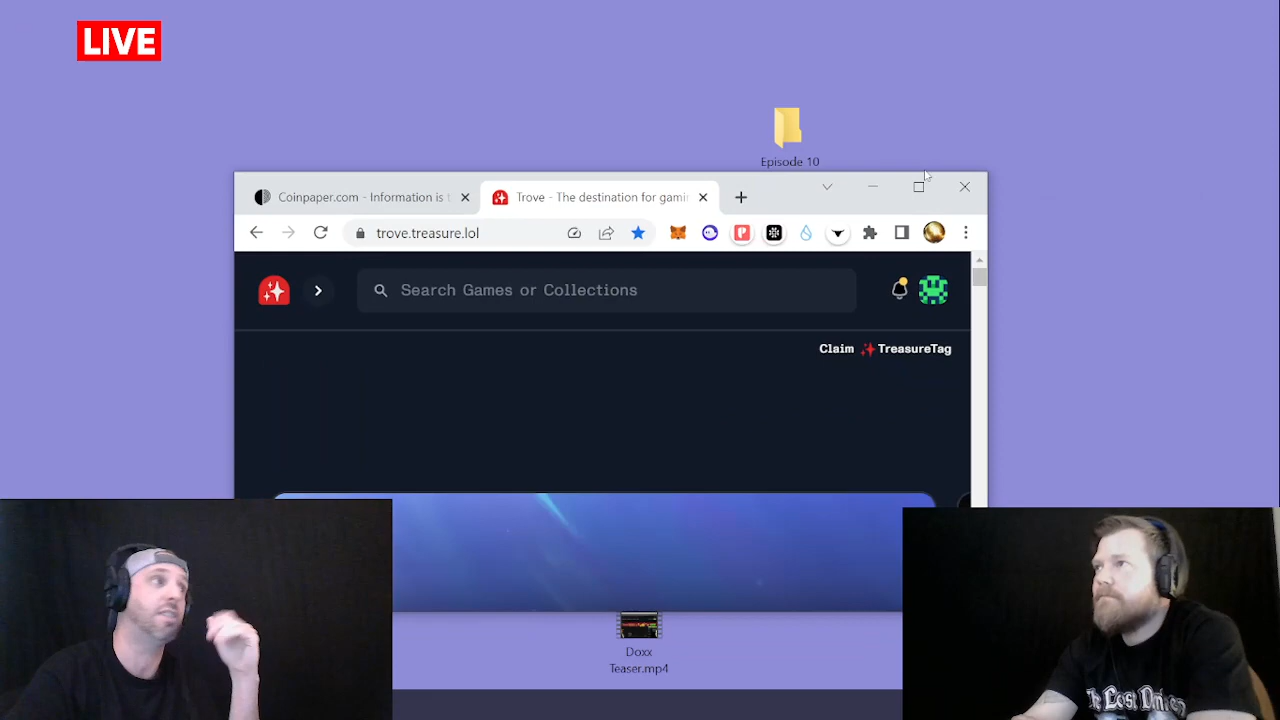 LIVE
Episode 10
Coinpaper.com - Information is
Trove - The destination for
trove.treasure.lol
Search Games or Collections
Claim TreasureTag
Doxx
Teaser.mp4